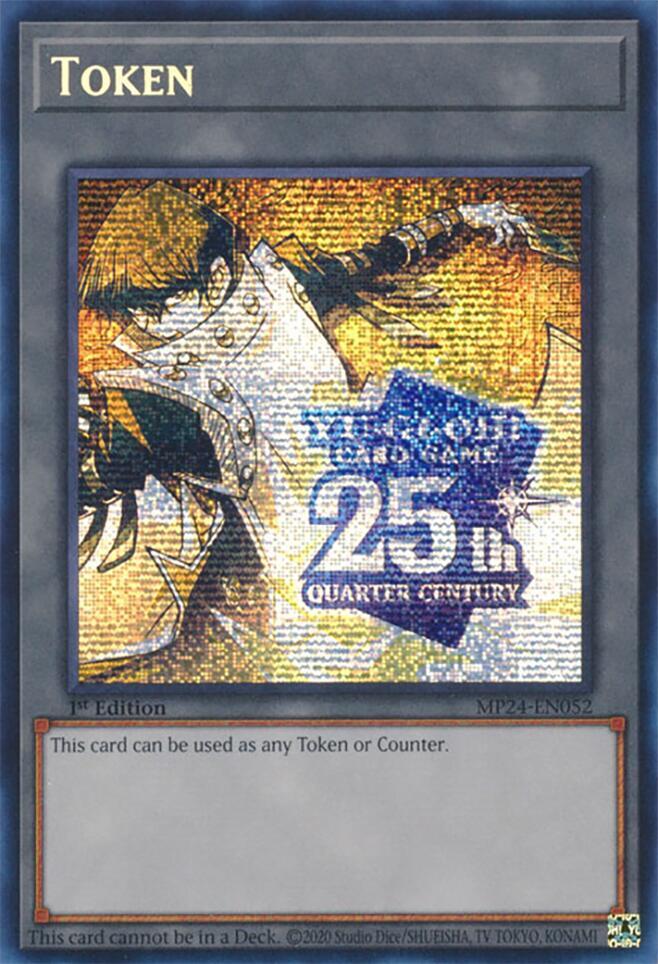 TOKEN
YU-GI-OH!
CARD GAME
25th
QUARTER CENTURY
1st Edition
MP24-EN052
This card can be used as any Token or Counter.
This card cannot be in a Deck. ©2020 Studio Dice/SHUEISHA, TV TOKYO, KONAMI